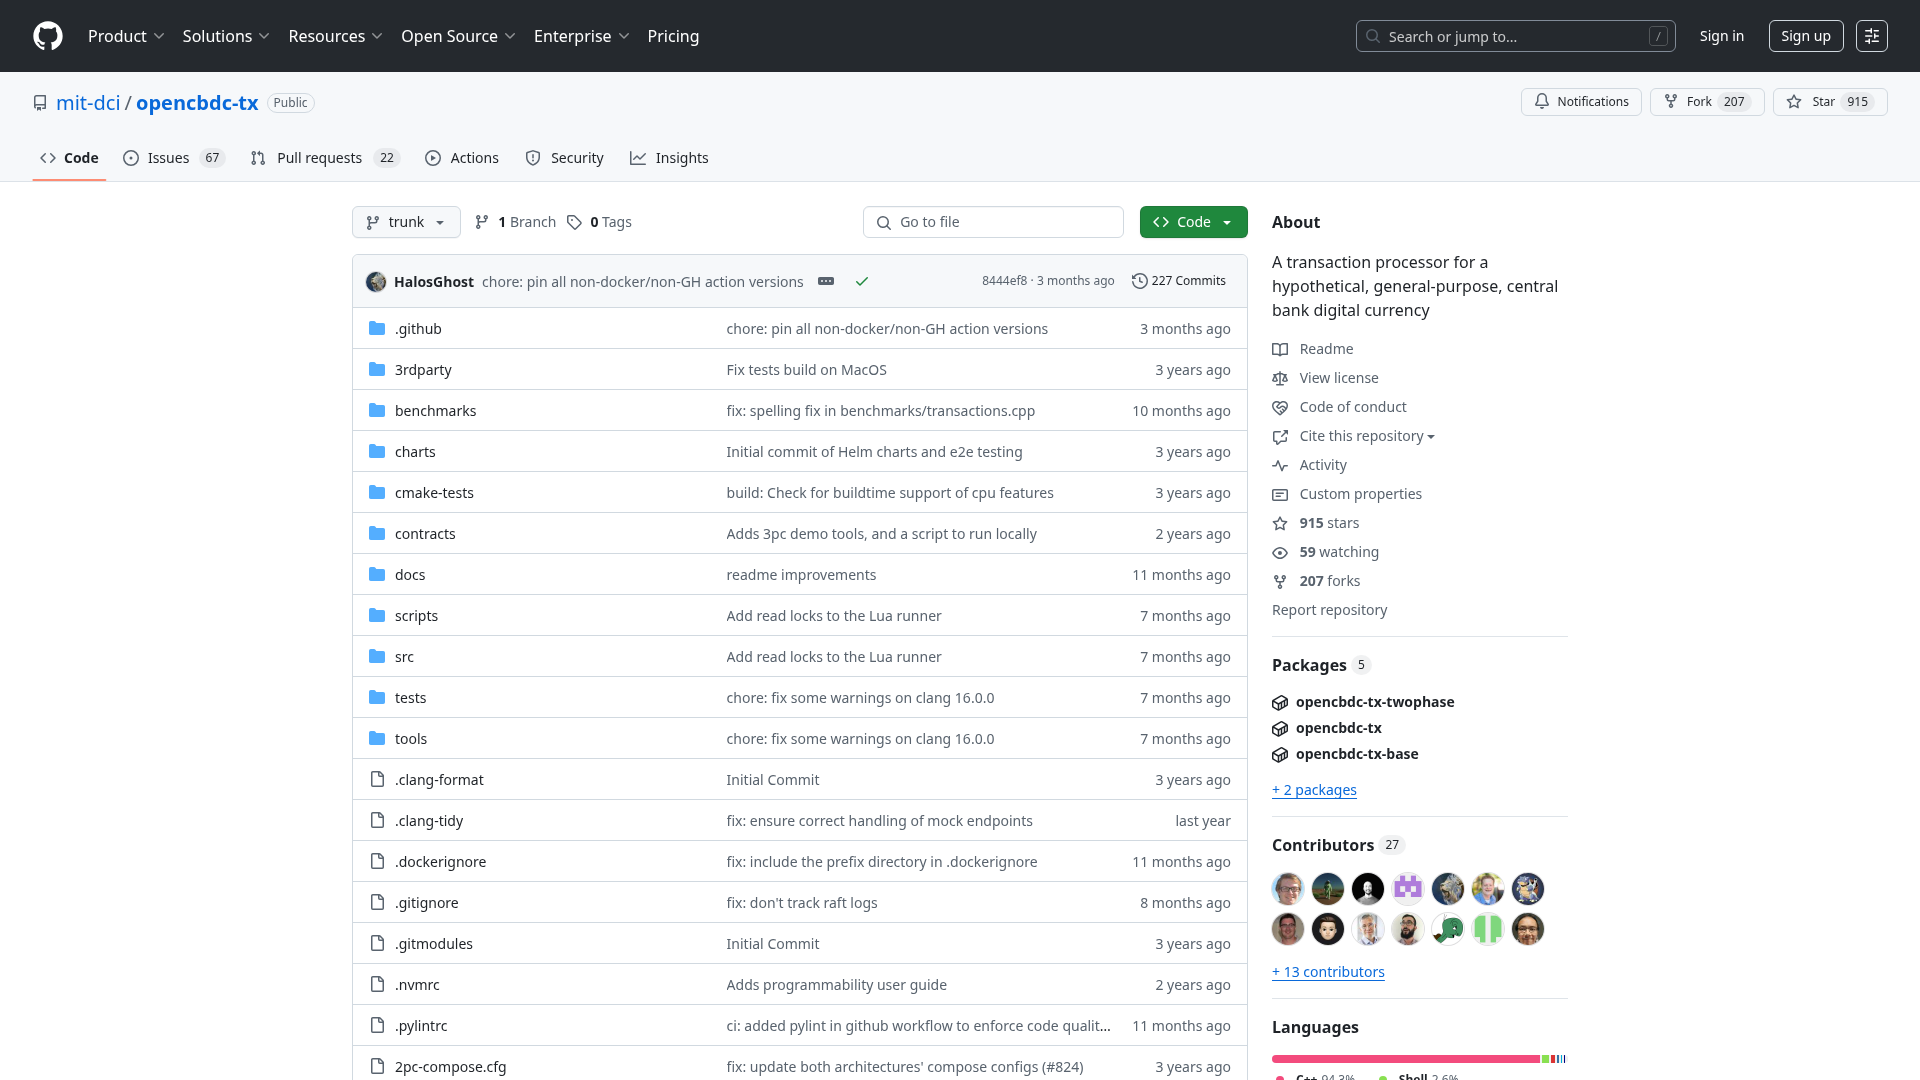 Product Solutions Resources Open Source Enterprise Pricing
Search or jump to... /
Sign in
Sign up
mit-dci / opencbdc-tx Public
Notifications
Fork 207
Star 915
Code
Issues 67
Pull requests 22
Actions
Security
Insights
trunk
1 Branch
0 Tags
Go to file
Code
HalosGhost chore: pin all non-docker/non-GH action versions
8444ef8 · 3 months ago
227 Commits
.github chore: pin all non-docker/non-GH action versions 3 months ago
3rdparty Fix tests build on MacOS 3 years ago
benchmarks fix: spelling fix in benchmarks/transactions.cpp 10 months ago
charts Initial commit of Helm charts and e2e testing 3 years ago
cmake-tests build: Check for buildtime support of cpu features 3 years ago
contracts Adds 3pc demo tools, and a script to run locally 2 years ago
docs readme improvements 11 months ago
scripts Add read locks to the Lua runner 7 months ago
src Add read locks to the Lua runner 7 months ago
tests chore: fix some warnings on clang 16.0.0 7 months ago
tools chore: fix some warnings on clang 16.0.0 7 months ago
.clang-format Initial Commit 3 years ago
.clang-tidy fix: ensure correct handling of mock endpoints last year
.dockerignore fix: include the prefix directory in .dockerignore 11 months ago
.gitignore fix: don't track raft logs 8 months ago
.gitmodules Initial Commit 3 years ago
.nvmrc Adds programmability user guide 2 years ago
.pylintrc ci: added pylint in github workflow to enforce code qualit... 11 months ago
2pc-compose.cfg fix: update both architectures' compose configs (#824) 3 years ago
About
A transaction processor for a
hypothetical, general-purpose, central
bank digital currency
Readme
View license
Code of conduct
Cite this repository
Activity
Custom properties
915 stars
59 watching
207 forks
Report repository
Packages 5
opencbdc-tx-twophase
opencbdc-tx
opencbdc-tx-base
+ 2 packages
Contributors 27
+ 13 contributors
Languages
C++ 94.3% Shell 2.6%